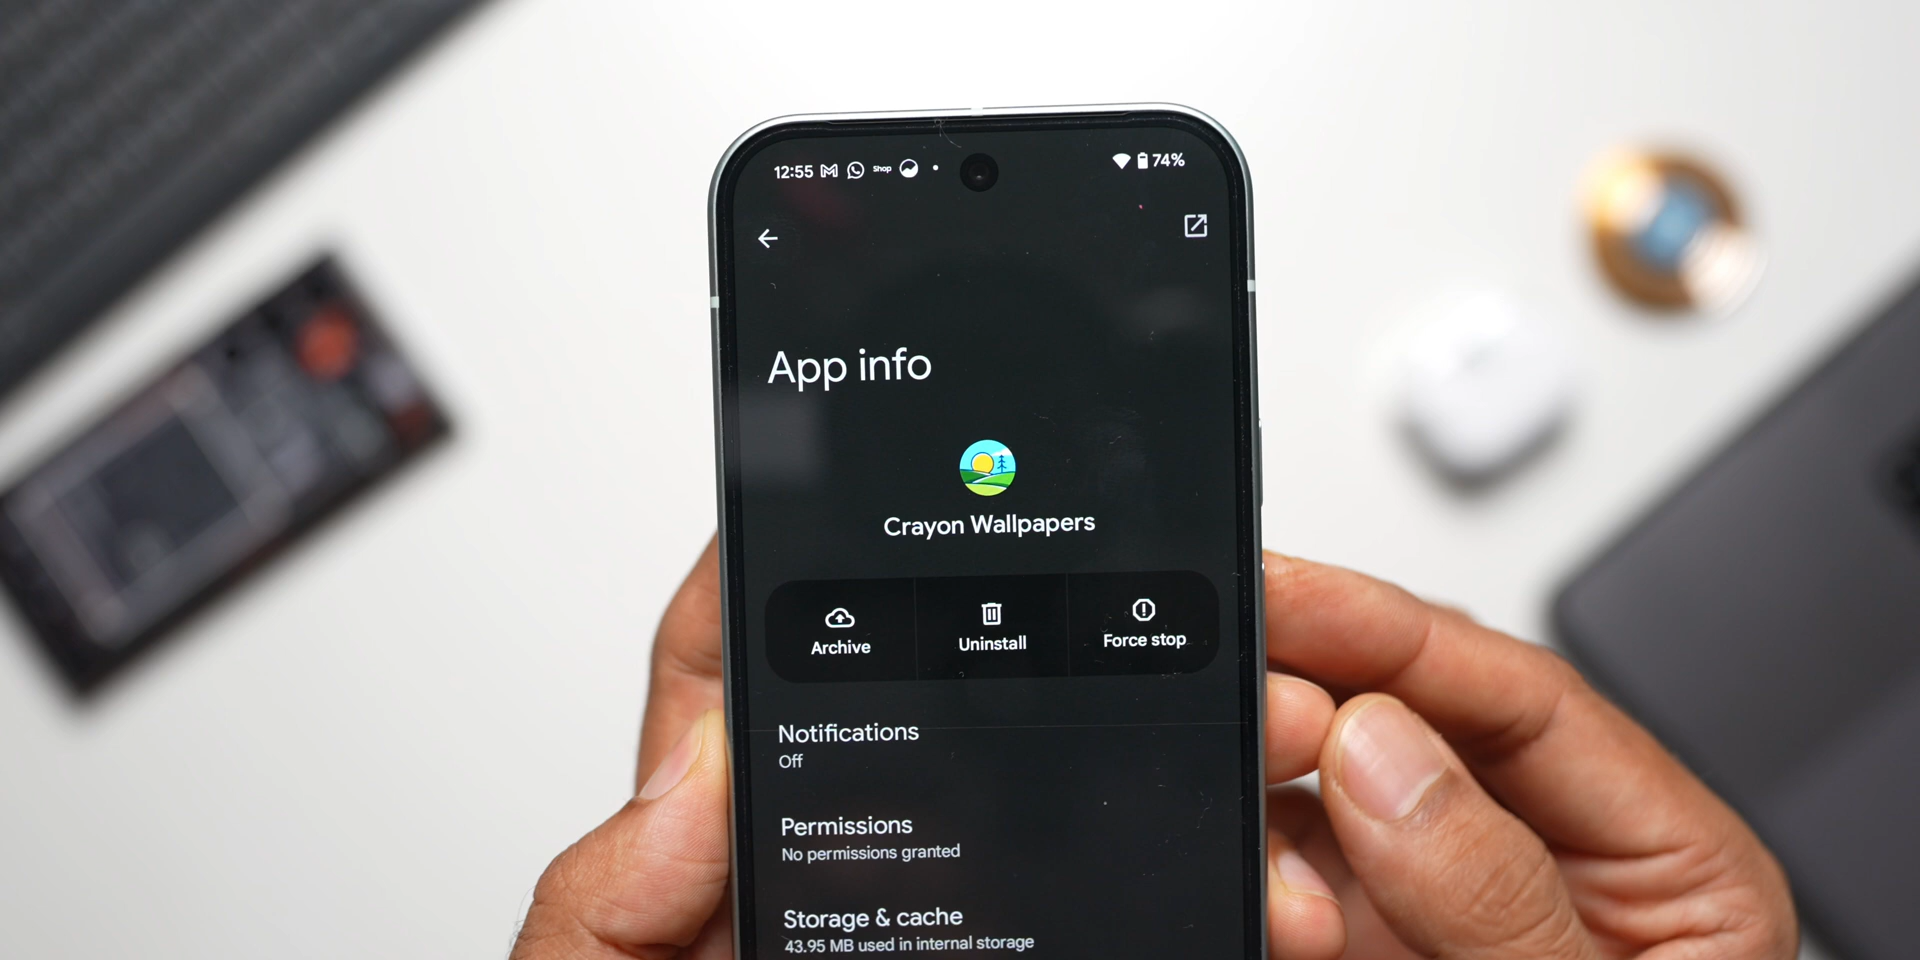 12:55 Shop 74%
App info
Crayon Wallpapers
Archive Uninstall Force stop
Notifications
Off
Permissions
No permissions granted
Storage & cache
43.95 MB used in internal storage